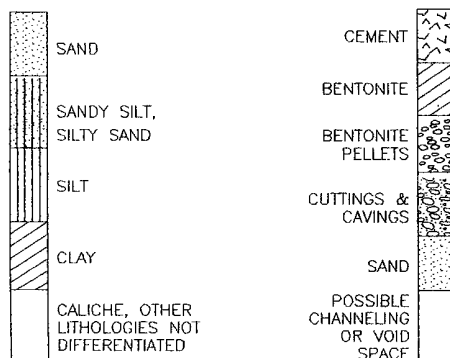 SAND
SANDY SILT,
SILTY SAND
SILT
CLAY
CALICHE, OTHER
LITHOLOGIES NOT
DIFFERENTIATED
CEMENT
BENTONITE
BENTONITE
PELLETS
CUTTINGS &
CAVINGS
SAND
POSSIBLE
CHANNELING
OR VOID
SPACE